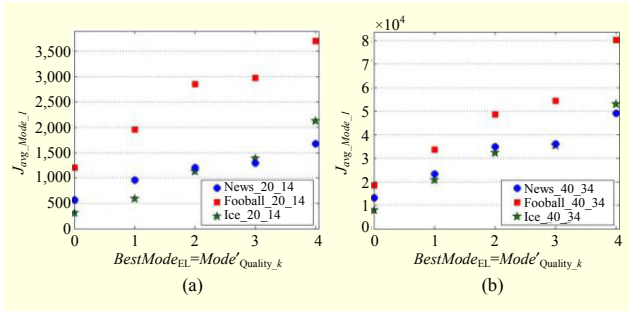 3,500
3,000
2,500
2,000
1,500
1,000
500
0
J_avg_Mode_1
News_20_14
Fooball_20_14
Ice_20_14
0 1 2 3 4
BestMode_EL=Mode′_Quality_k
(a)
×10^4
8
7
6
5
4
3
2
1
0
J_avg_Mode_1
News_40_34
Fooball_40_34
Ice_40_34
0 1 2 3 4
BestMode_EL=Mode′_Quality_k
(b)